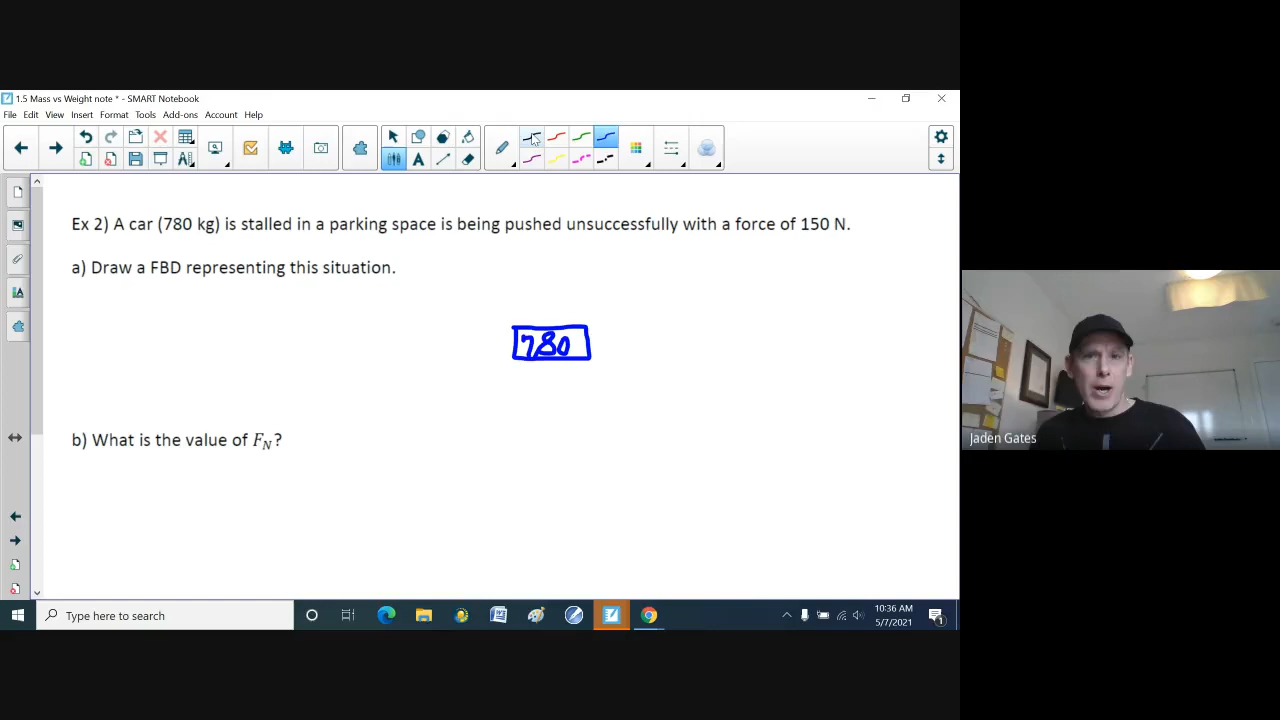 1.5 Mass vs Weight note * - SMART Notebook
File Edit View Insert Format Tools Add-ons Account Help
Ex 2) A car (780 kg) is stalled in a parking space is being pushed unsuccessfully with a force of 150 N.
a) Draw a FBD representing this situation.
780
b) What is the value of F_N?
Jaden Gates
Type here to search
10:36 AM
5/7/2021
1